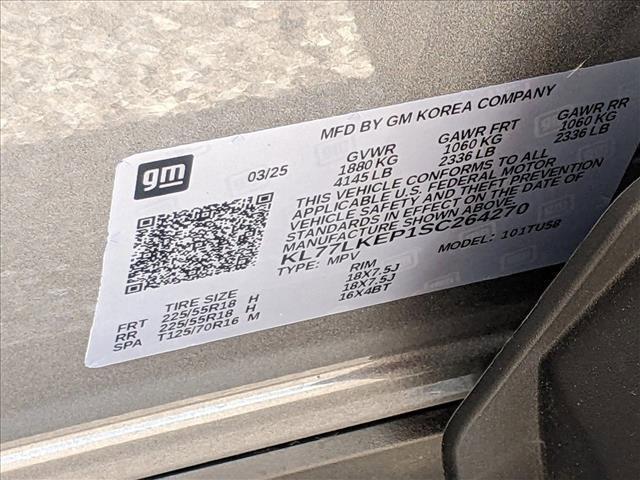 gm
03/25
MFD BY GM KOREA COMPANY
GVWR GAWR FRT GAWR RR
1880 KG 1060 KG 1060 KG
4145 LB 2336 LB 2336 LB
THIS VEHICLE CONFORMS TO ALL
APPLICABLE U.S. FEDERAL MOTOR
VEHICLE SAFETY AND THEFT PREVENTION
STANDARDS IN EFFECT ON THE DATE OF
MANUFACTURE SHOWN ABOVE.
KL77LKEP1SC264270
TYPE: MPV MODEL: 101TU58
TIRE SIZE RIM
FRT 225/55R18 H 18X7.5J
RR 225/55R18 H 18X7.5J
SPA T125/70R16 M 16X4BT